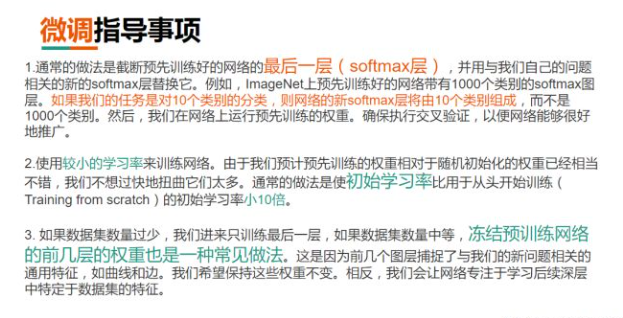 微调指导事项
1.通常的做法是截断预先训练好的网络的最后一层（softmax层），并用与我们自己的问题
相关的新的softmax层替换它。例如，ImageNet上预先训练好的网络带有1000个类别的softmax图
层。如果我们的任务是对10个类别的分类，则网络的新softmax层将由10个类别组成，而不是
1000个类别。然后，我们在网络上运行预先训练的权重。确保执行交叉验证，以便网络能够很好
地推广。
2.使用较小的学习率来训练网络。由于我们预计预先训练的权重相对于随机初始化的权重已经相当
不错，我们不想过快地扭曲它们太多。通常的做法是使初始学习率比用于从头开始训练（
Training from scratch）的初始学习率小10倍。
3. 如果数据集数量过少，我们进来只训练最后一层，如果数据集数量中等，冻结预训练网络
的前几层的权重也是一种常见做法。这是因为前几个图层捕捉了与我们的新问题相关的
通用特征，如曲线和边。我们希望保持这些权重不变。相反，我们会让网络专注于学习后续深层
中特定于数据集的特征。